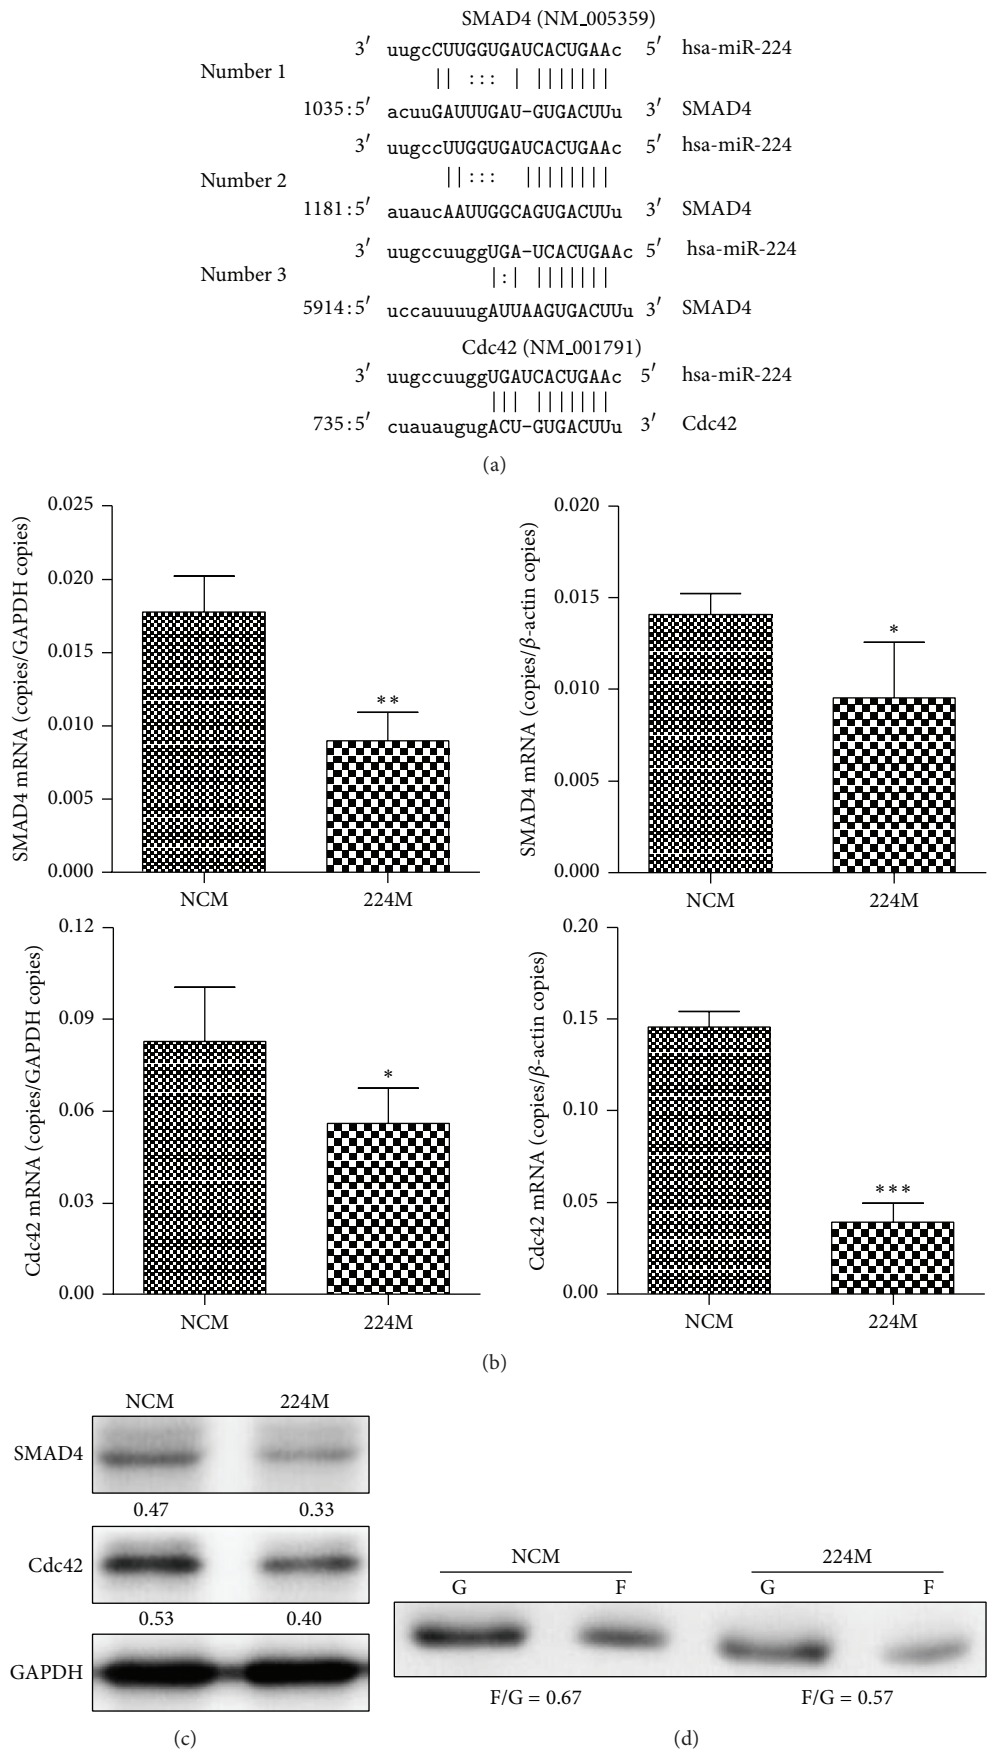 SMAD4 (NM_005359)
3′ uugccCUUGGUGAUCACUGAAc 5′ hsa-miR-224
Number 1
|| ::: | |||||||
1035:5′ acuuGAUUUGAU-GUGACUUu 3′ SMAD4
3′ uugccUUGGUGAUCACUGAAc 5′ hsa-miR-224
Number 2
||::: ||||||||
1181:5′ auaucAAUUGGCAGUGACUUu 3′ SMAD4
3′ uugccuuggUGA-UCACUGAAc 5′ hsa-miR-224
Number 3
|:| |||||||
5914:5′ uccauuuugAUUAAGUGACUUu 3′ SMAD4
Cdc42 (NM_001791)
3′ uugccuuggUGAUCACUGAAc 5′ hsa-miR-224
||| |||||||
735:5′ cuauaugugACU-GUGACUUu 3′ Cdc42
(a)
SMAD4 mRNA (copies/GAPDH copies)
0.025
0.020
0.015
0.010
0.005
0.000
**
NCM 224M
SMAD4 mRNA (copies/β-actin copies)
0.020
0.015
0.010
0.005
0.000
*
NCM 224M
Cdc42 mRNA (copies/GAPDH copies)
0.12
0.09
0.06
0.03
0.00
*
NCM 224M
Cdc42 mRNA (copies/β-actin copies)
0.20
0.15
0.10
0.05
0.00
***
NCM 224M
(b)
NCM 224M
SMAD4
0.47 0.33
Cdc42
0.53 0.40
GAPDH
(c)
NCM 224M
G F G F
F/G = 0.67 F/G = 0.57
(d)